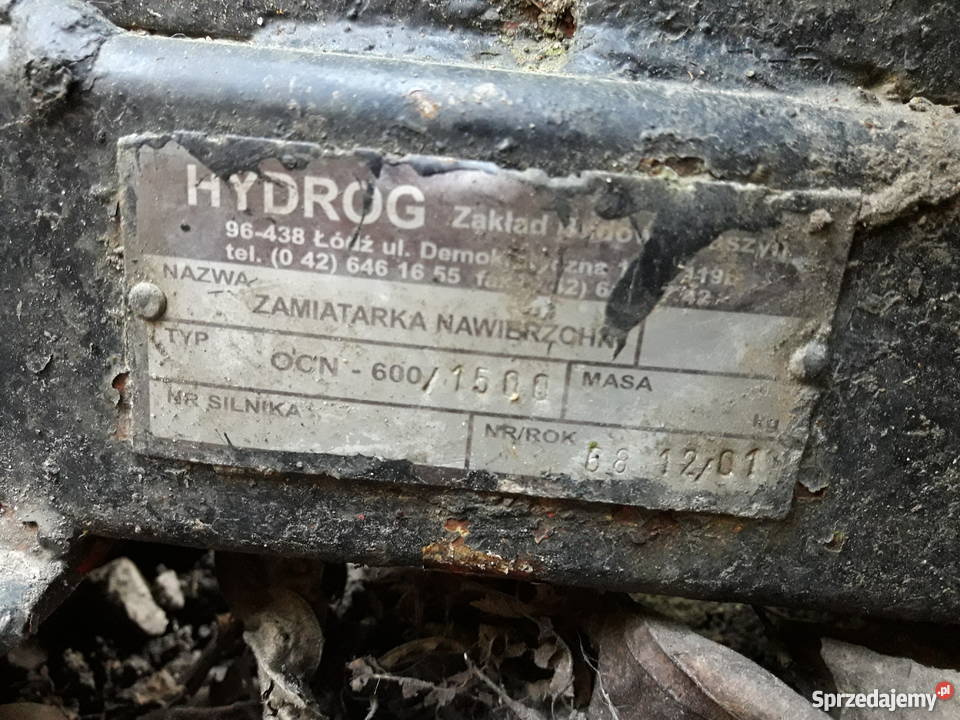 HYDROG Zakład
96-438 Łódź ul.
tel. (0 42) 646 16 55
NAZWA
ZAMIATARKA NAWIERZCHNI
TYP OCN - 600/1500 MASA kg
NR SILNIKA NR/ROK 68 12/01
Sprzedajemy.pl